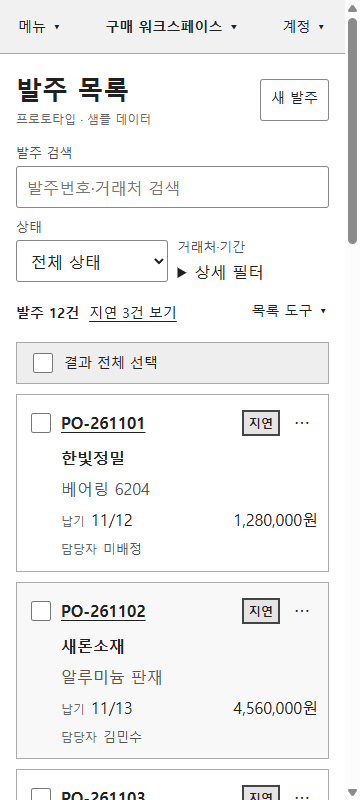 메뉴 ▾ 구매 워크스페이스 ▾ 계정 ▾
발주 목록
새 발주
프로토타입 · 샘플 데이터
발주 검색
발주번호·거래처 검색
상태
거래처·기간
전체 상태
▶ 상세 필터
발주 12건 지연 3건 보기 목록 도구 ▾
결과 전체 선택
PO-261101 지연 ···
한빛정밀
베어링 6204
납기 11/12 1,280,000원
담당자 미배정
PO-261102 지연 ···
새론소재
알루미늄 판재
납기 11/13 4,560,000원
담당자 김민수
PO-261103 지연 ···